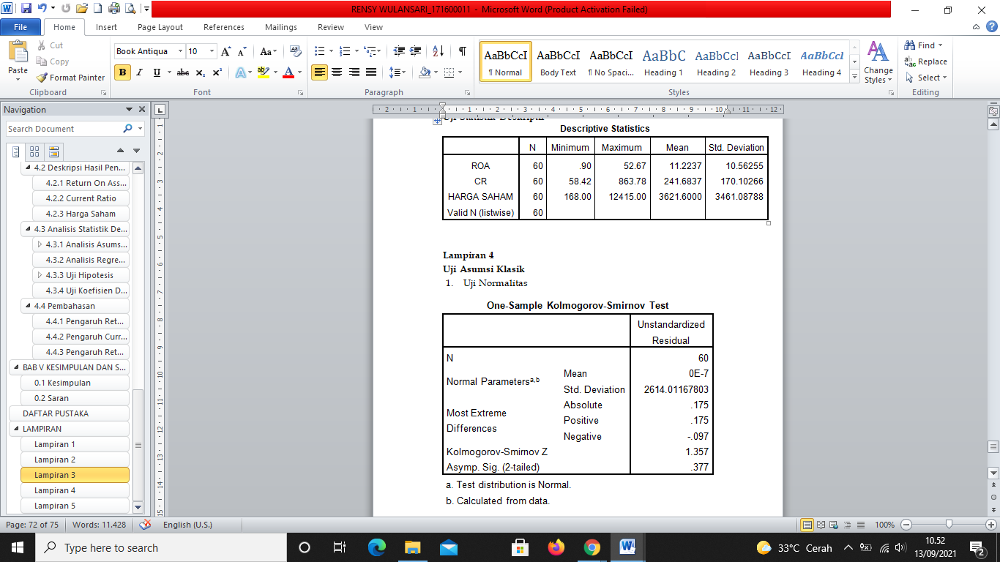 RENSY WULANSARI_171600011 - Microsoft Word (Product Activation Failed)
File Home Insert Page Layout References Mailings Review View
Paste
Cut
Copy
Format Painter
Clipboard
Book Antiqua 10
Font
Paragraph
AaBbCcI AaBbCcI AaBbCcI AaBbC AaBbCcI AaBbCcI AaBbCcI
¶ Normal Body Text ¶ No Spaci... Heading 1 Heading 2 Heading 3 Heading 4
Change Styles
Styles
Find
Replace
Select
Editing
Navigation
Search Document
4.2 Deskripsi Hasil Pen...
4.2.1 Return On Ass...
4.2.2 Current Ratio
4.2.3 Harga Saham
4.3 Analisis Statistik De...
4.3.1 Analisis Asums...
4.3.2 Analisis Regre...
4.3.3 Uji Hipotesis
4.3.4 Uji Koefisien D...
4.4 Pembahasan
4.4.1 Pengaruh Ret...
4.4.2 Pengaruh Curr...
4.4.3 Pengaruh Ret...
BAB V KESIMPULAN DAN S...
0.1 Kesimpulan
0.2 Saran
DAFTAR PUSTAKA
LAMPIRAN
Lampiran 1
Lampiran 2
Lampiran 3
Lampiran 4
Lampiran 5
Uji Statistik Deskriptif
Descriptive Statistics
N Minimum Maximum Mean Std. Deviation
ROA 60 .90 52.67 11.2237 10.56255
CR 60 58.42 863.78 241.6837 170.10266
HARGA SAHAM 60 168.00 12415.00 3621.6000 3461.08788
Valid N (listwise) 60
Lampiran 4
Uji Asumsi Klasik
1. Uji Normalitas
One-Sample Kolmogorov-Smirnov Test
Unstandardized
Residual
N 60
Normal Parametersa,b Mean 0E-7
Std. Deviation 2614.01167803
Most Extreme Differences Absolute .175
Positive .175
Negative -.097
Kolmogorov-Smirnov Z 1.357
Asymp. Sig. (2-tailed) .377
a. Test distribution is Normal.
b. Calculated from data.
Page: 72 of 75 Words: 11.428 English (U.S.) 100%
Type here to search
33°C Cerah
10.52
13/09/2021
2